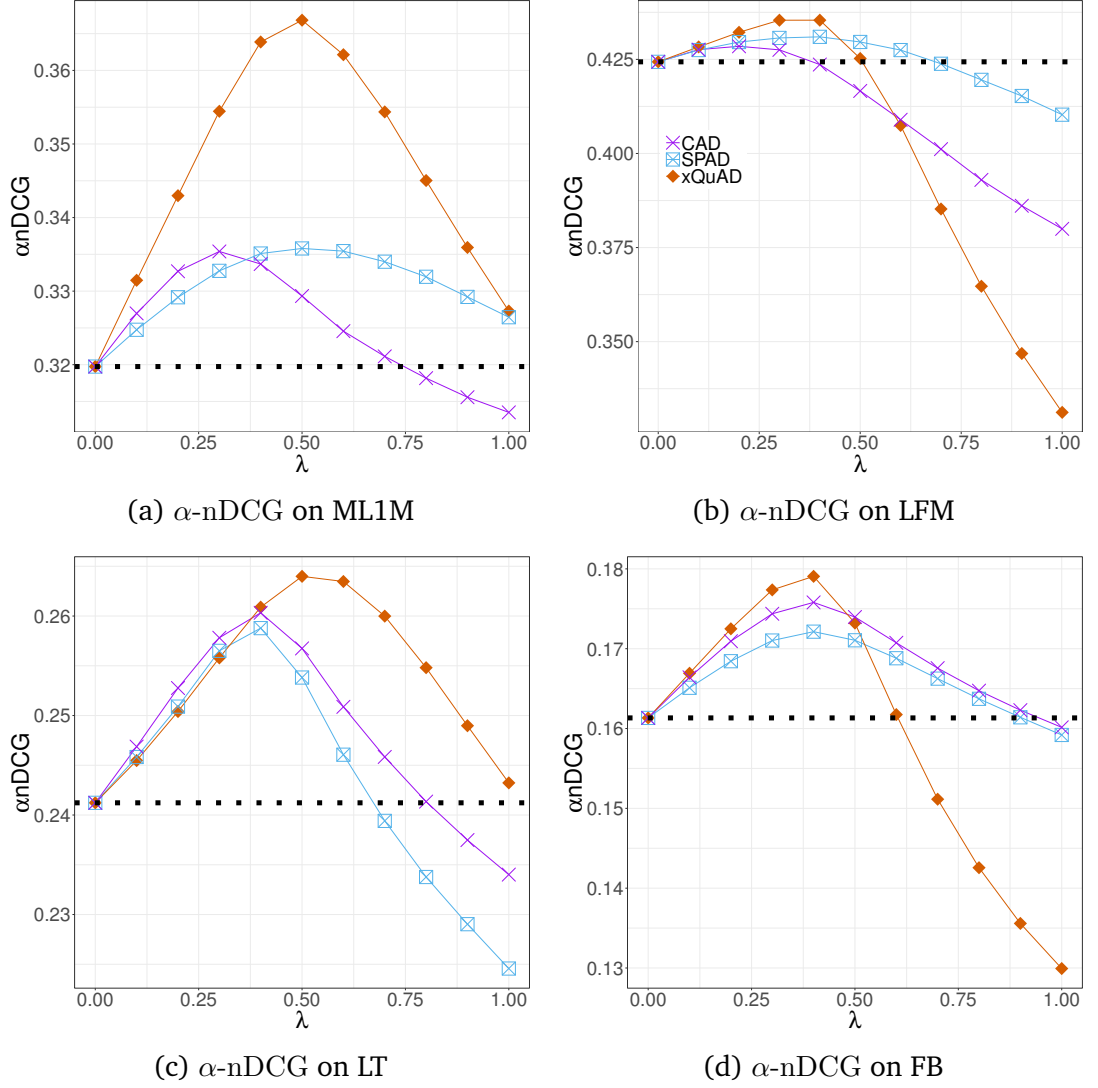 αnDCG
0.36
0.35
0.34
0.33
0.32
0.00 0.25 0.50 0.75 1.00
λ
(a) α-nDCG on ML1M
αnDCG
0.425
0.400
0.375
0.350
CAD
SPAD
xQuAD
0.00 0.25 0.50 0.75 1.00
λ
(b) α-nDCG on LFM
αnDCG
0.26
0.25
0.24
0.23
0.00 0.25 0.50 0.75 1.00
λ
(c) α-nDCG on LT
αnDCG
0.18
0.17
0.16
0.15
0.14
0.13
0.00 0.25 0.50 0.75 1.00
λ
(d) α-nDCG on FB